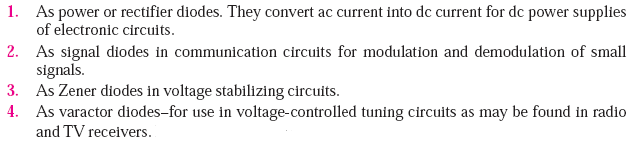 1. As power or rectifier diodes. They convert ac current into dc current for dc power supplies
of electronic circuits.
2. As signal diodes in communication circuits for modulation and demodulation of small
signals.
3. As Zener diodes in voltage stabilizing circuits.
4. As varactor diodes–for use in voltage-controlled tuning circuits as may be found in radio
and TV receivers.